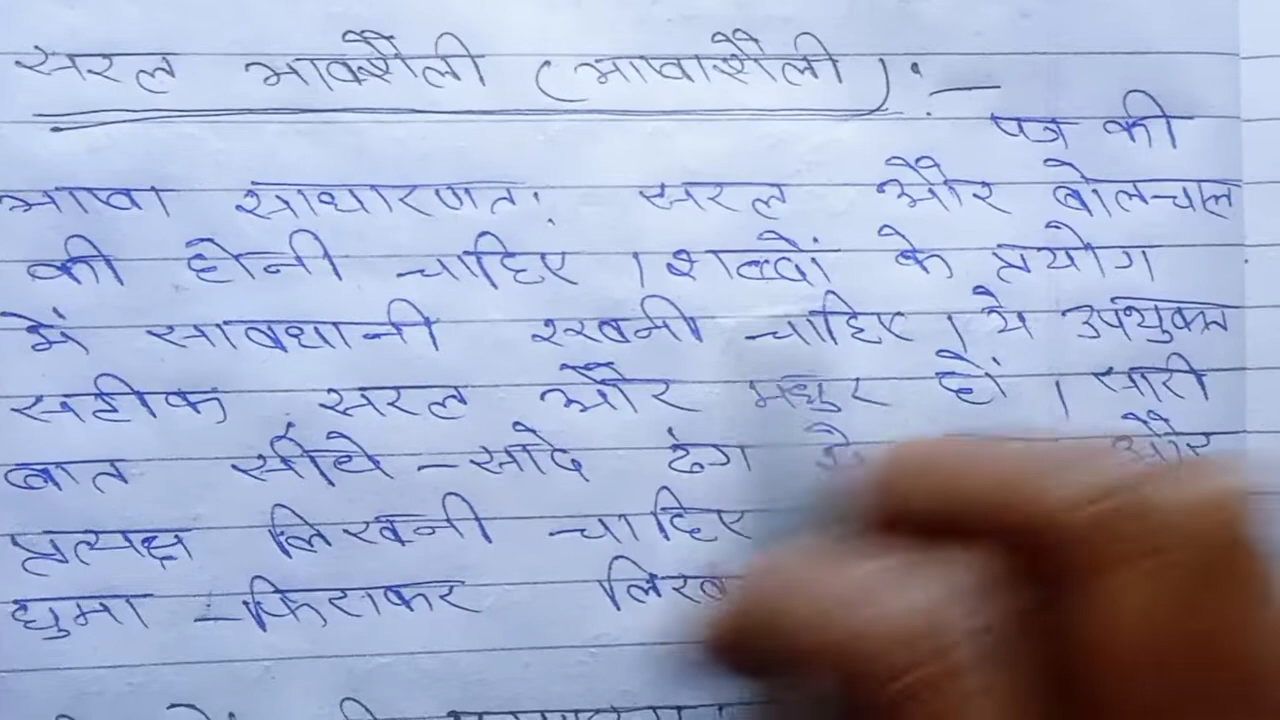 सरल भाक्शैली (भाषाशैली) : —
पत्र की
भाषा साधारणत: सरल और बोलचाल
की होनी चाहिए । शब्दों के प्रयोग
में सावधानी रखनी चाहिए । ये उपयुक्त
सटीक सरल और मधुर हों । सारी
बात सीधे - सादे ढंग से और
प्रत्यक्ष लिखनी चाहिए
घुमा - फिराकर